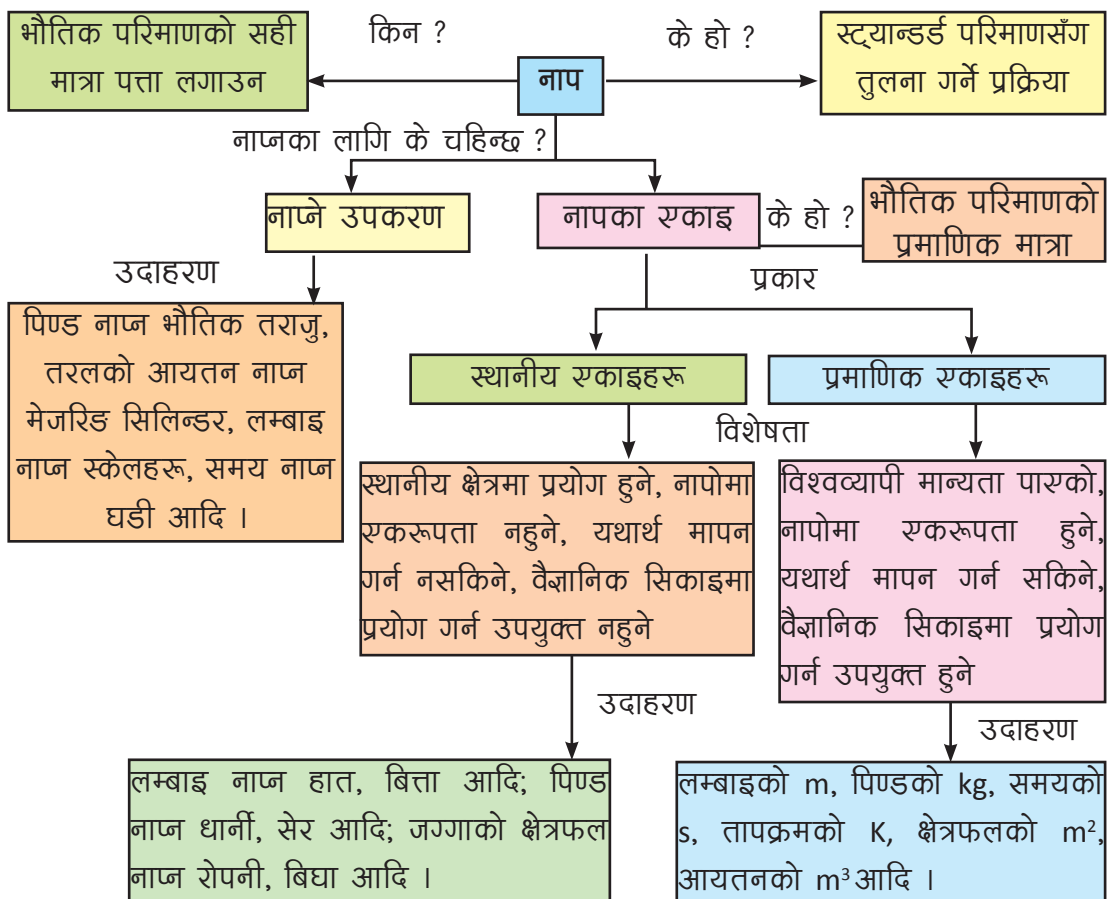 भौतिक परिमाणको सही
मात्रा पत्ता लगाउन
किन ?
नाप
के हो ?
स्ट्यान्डर्ड परिमाणसँग
तुलना गर्ने प्रक्रिया
नाप्नका लागि के चहिन्छ ?
नाप्ने उपकरण
नापका एकाइ
के हो ?
भौतिक परिमाणको
प्रमाणिक मात्रा
उदाहरण
प्रकार
पिण्ड नाप्न भौतिक तराजु,
तरलको आयतन नाप्न
मेजरिङ सिलिन्डर, लम्बाइ
नाप्न स्केलहरू, समय नाप्न
घडी आदि ।
स्थानीय एकाइहरू
प्रमाणिक एकाइहरू
विशेषता
स्थानीय क्षेत्रमा प्रयोग हुने, नापोमा
एकरूपता नहुने, यथार्थ मापन
गर्न नसकिने, वैज्ञानिक सिकाइमा
प्रयोग गर्न उपयुक्त नहुने
विश्वव्यापी मान्यता पाएको,
नापोमा एकरूपता हुने,
यथार्थ मापन गर्न सकिने,
वैज्ञानिक सिकाइमा प्रयोग
गर्न उपयुक्त हुने
उदाहरण
उदाहरण
लम्बाइ नाप्न हात, बित्ता आदि; पिण्ड
नाप्न धार्नी, सेर आदि; जग्गाको क्षेत्रफल
नाप्न रोपनी, बिघा आदि ।
लम्बाइको m, पिण्डको kg, समयको
s, तापक्रमको K, क्षेत्रफलको m²,
आयतनको m³ आदि ।